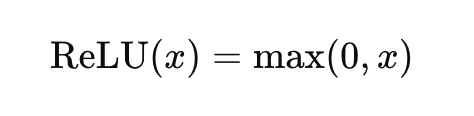 ReLU(x) = max(0, x)